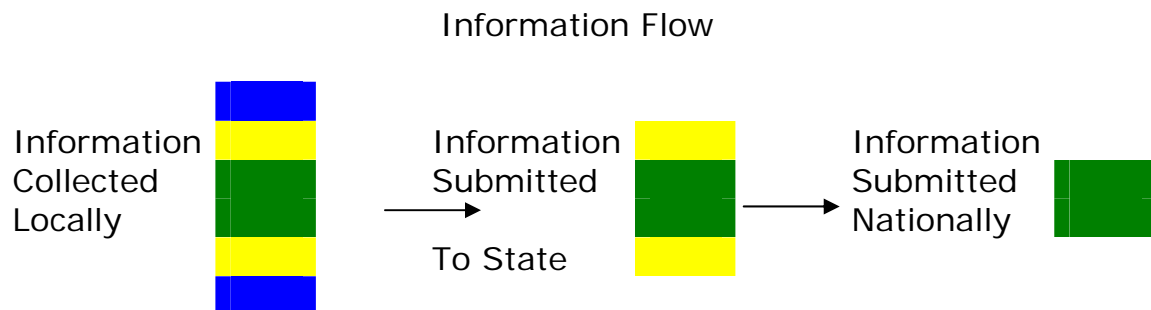 Information Flow
Information
Collected
Locally
Information
Submitted
To State
Information
Submitted
Nationally